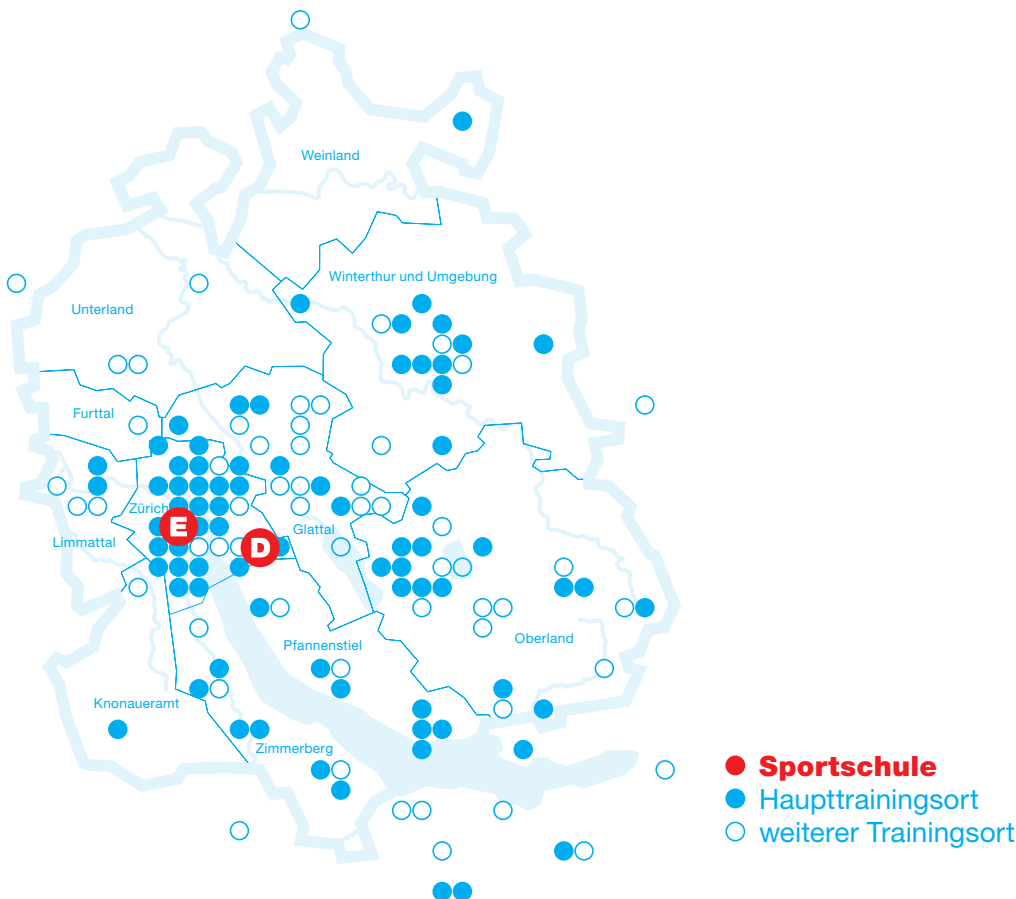 Weinland
Winterthur und Umgebung
Unterland
Furttal
Zürich
E
Glattal
Limmattal
D
Oberland
Pfannenstiel
Knonaueramt
Zimmerberg
Sportschule
Haupttrainingsort
weiterer Trainingsort